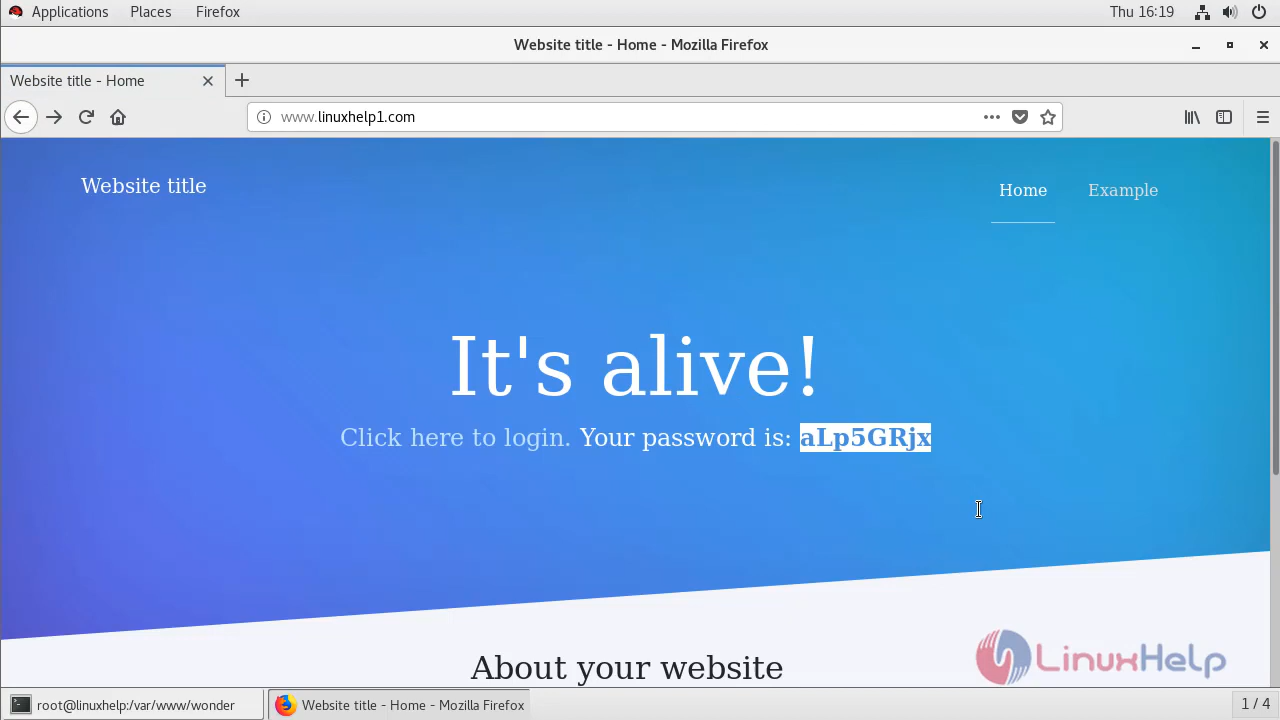 Applications Places Firefox Thu 16:19
Website title - Home - Mozilla Firefox
Website title - Home
www.linuxhelp1.com
Website title
Home Example
It's alive!
Click here to login. Your password is: aLp5GRjx
About your website
LinuxHelp
root@linuxhelp:/var/www/wonder Website title - Home - Mozilla Firefox 1 / 4